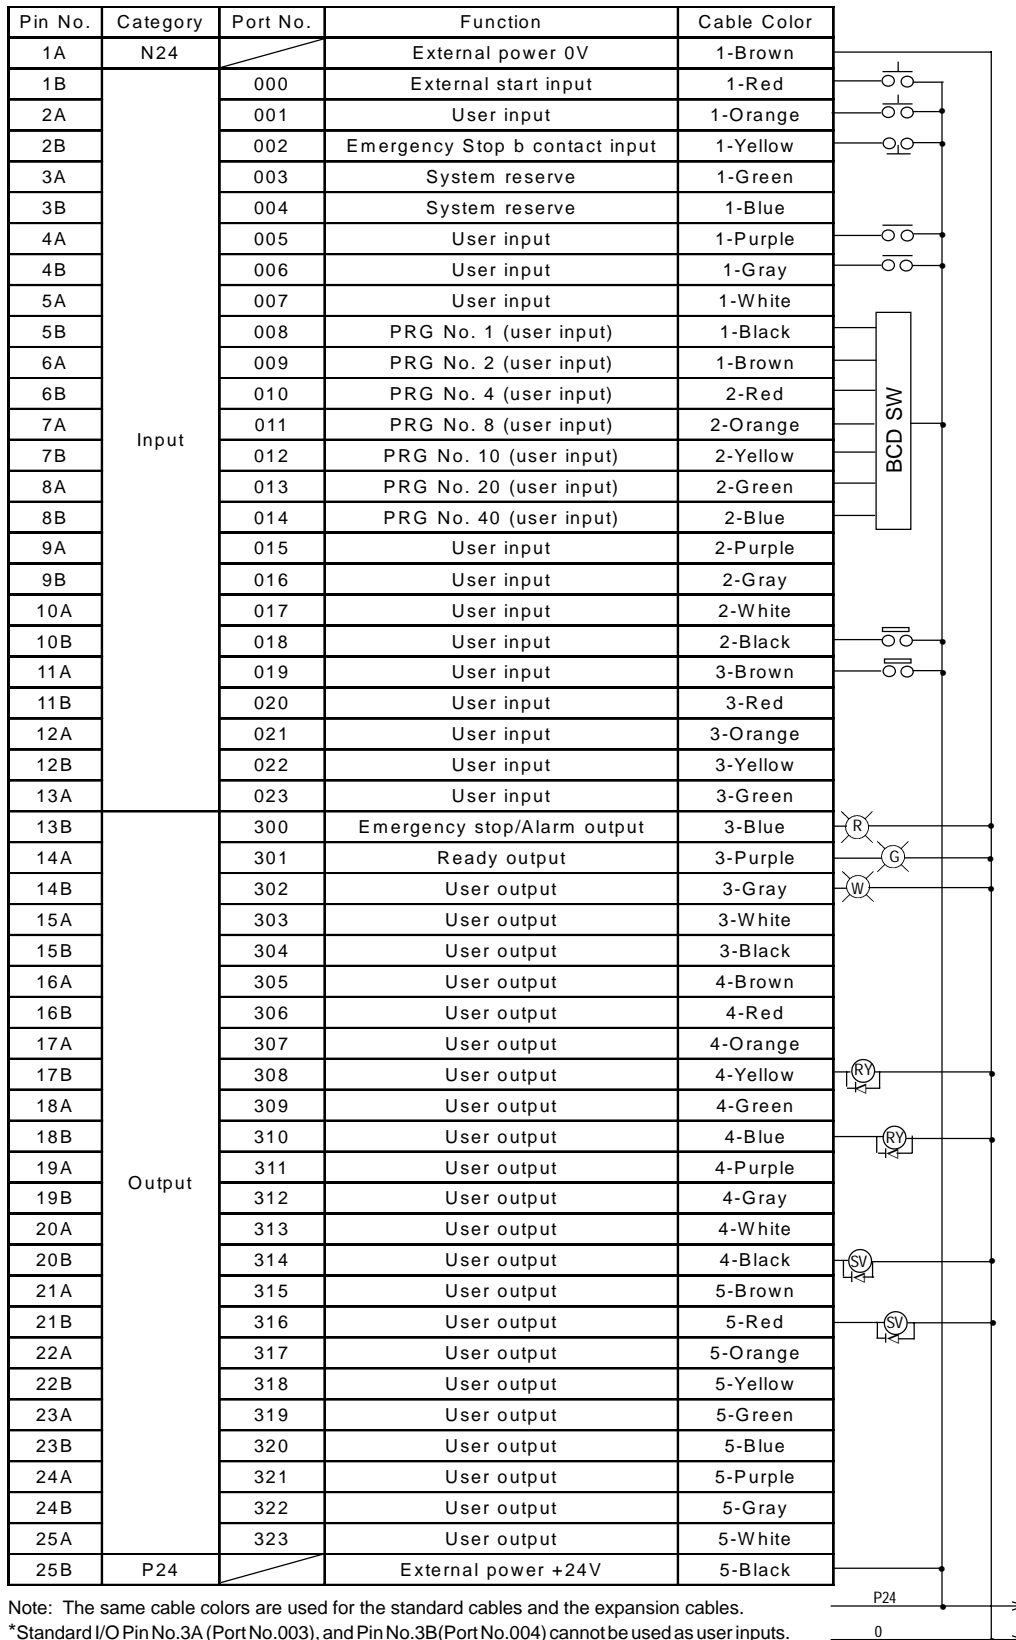 Pin No. Category Port No. Function Cable Color
1A N24 External power 0V 1-Brown
1B 000 External start input 1-Red
2A 001 User input 1-Orange
2B 002 Emergency Stop b contact input 1-Yellow
3A 003 System reserve 1-Green
3B 004 System reserve 1-Blue
4A 005 User input 1-Purple
4B 006 User input 1-Gray
5A 007 User input 1-White
5B 008 PRG No. 1 (user input) 1-Black
6A 009 PRG No. 2 (user input) 1-Brown
6B 010 PRG No. 4 (user input) 2-Red
7A 011 PRG No. 8 (user input) 2-Orange
Input
BCD SW
7B 012 PRG No. 10 (user input) 2-Yellow
8A 013 PRG No. 20 (user input) 2-Green
8B 014 PRG No. 40 (user input) 2-Blue
9A 015 User input 2-Purple
9B 016 User input 2-Gray
10A 017 User input 2-White
10B 018 User input 2-Black
11A 019 User input 3-Brown
11B 020 User input 3-Red
12A 021 User input 3-Orange
12B 022 User input 3-Yellow
13A 023 User input 3-Green
13B 300 Emergency stop/Alarm output 3-Blue R
14A 301 Ready output 3-Purple G
14B 302 User output 3-Gray W
15A 303 User output 3-White
15B 304 User output 3-Black
16A 305 User output 4-Brown
16B 306 User output 4-Red
17A 307 User output 4-Orange
17B 308 User output 4-Yellow RY
18A 309 User output 4-Green
18B 310 User output 4-Blue RY
19A 311 User output 4-Purple
Output
19B 312 User output 4-Gray
20A 313 User output 4-White
20B 314 User output 4-Black SV
21A 315 User output 5-Brown
21B 316 User output 5-Red SV
22A 317 User output 5-Orange
22B 318 User output 5-Yellow
23A 319 User output 5-Green
23B 320 User output 5-Blue
24A 321 User output 5-Purple
24B 322 User output 5-Gray
25A 323 User output 5-White
25B P24 External power +24V 5-Black
P24
Note: The same cable colors are used for the standard cables and the expansion cables.
0
*Standard I/O Pin No.3A (Port No.003), and Pin No.3B(Port No.004) cannot be used as user inputs.